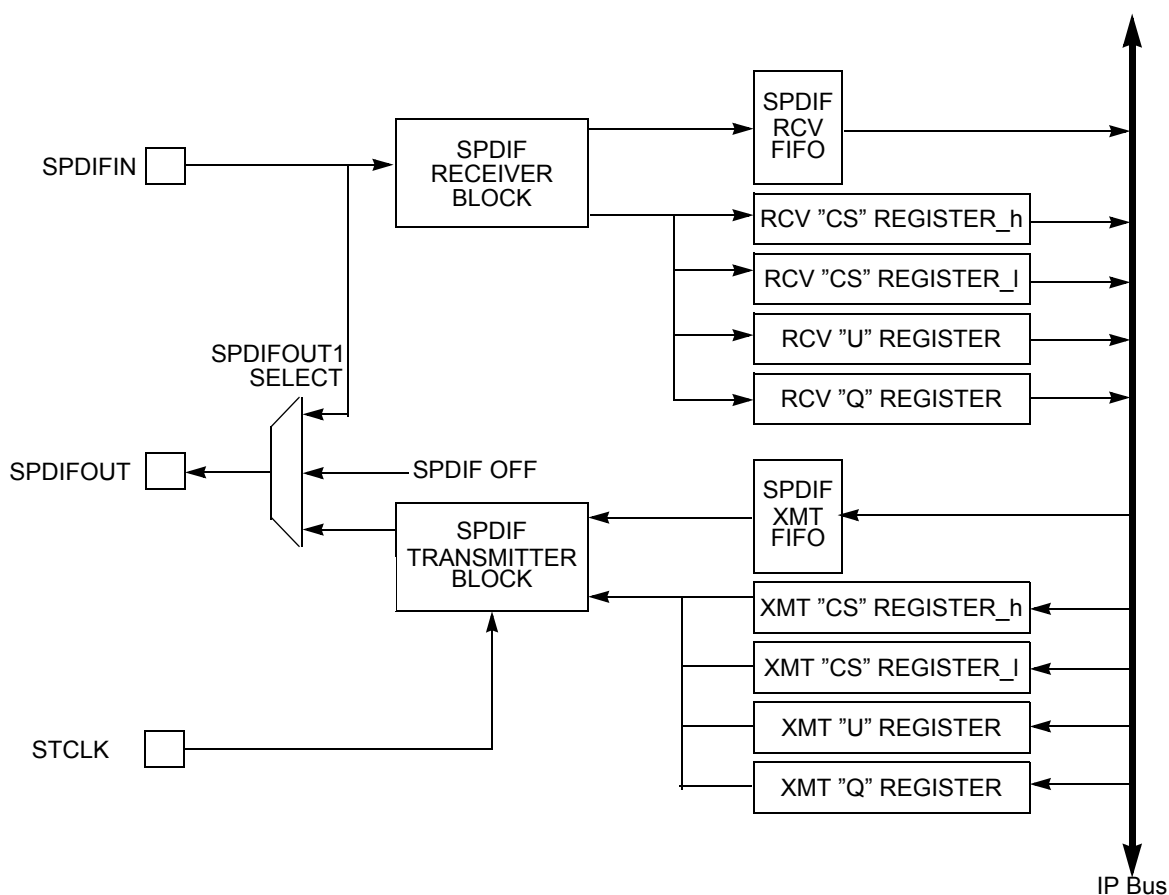 SPDIF
RCV
FIFO
SPDIFIN
SPDIF
RECEIVER
BLOCK
RCV ”CS” REGISTER_h
RCV ”CS” REGISTER_l
RCV ”U” REGISTER
RCV ”Q” REGISTER
SPDIFOUT1
SELECT
SPDIFOUT
SPDIF OFF
SPDIF
XMT
FIFO
SPDIF
TRANSMITTER
BLOCK
XMT ”CS” REGISTER_h
XMT ”CS” REGISTER_l
XMT ”U” REGISTER
XMT ”Q” REGISTER
STCLK
IP Bus